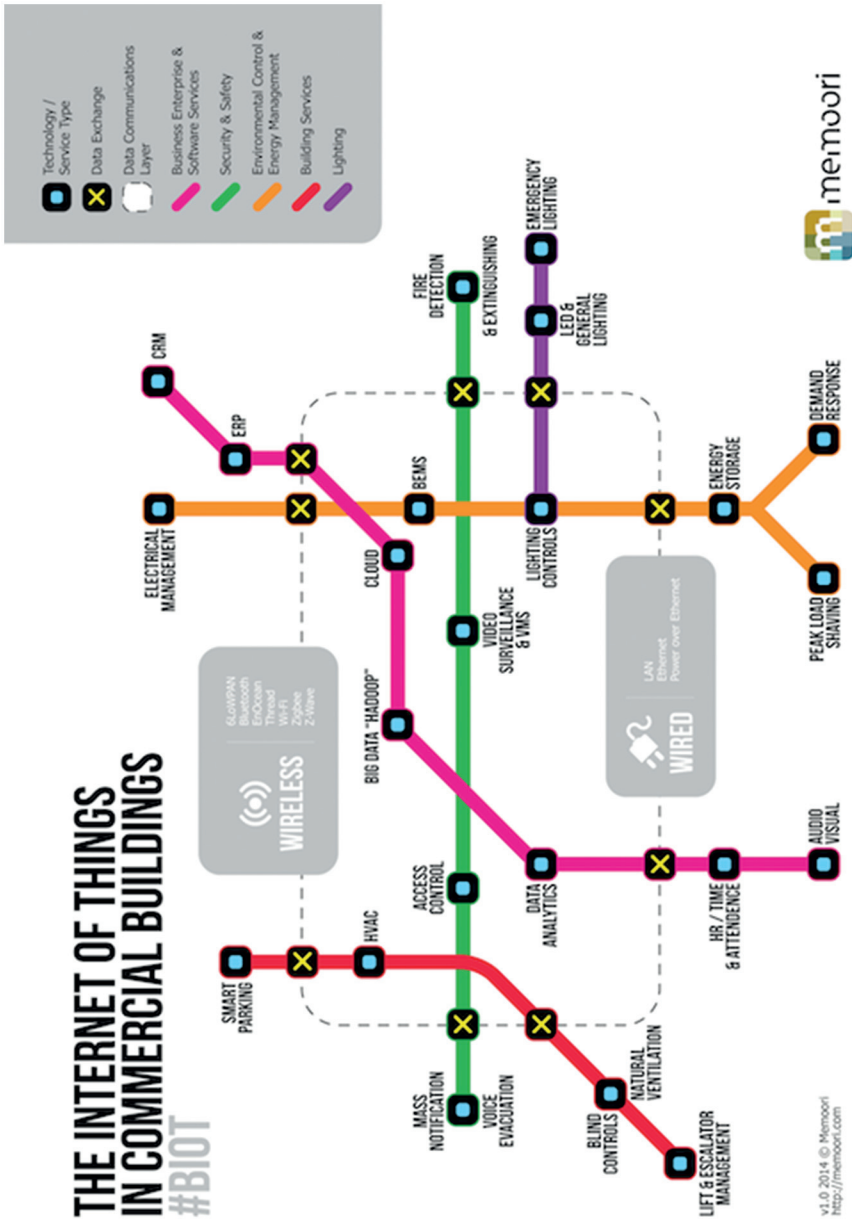 THE INTERNET OF THINGS
IN COMMERCIAL BUILDINGS
#BIOT
Technology /
Service Type
Data Exchange
Data Communications
Layer
Business Enterprise &
Software Services
Security & Safety
Environmental Control &
Energy Management
Building Services
Lighting
WIRELESS
6LoWPAN
Bluetooth
EnOcean
Thread
Wi-Fi
Zigbee
Z-Wave
SMART
PARKING
HVAC
ELECTRICAL
MANAGEMENT
ERP
CRM
CLOUD
BIG DATA "HADOOP"
BEMS
MASS
NOTIFICATION
VOICE
EVACUATION
ACCESS
CONTROL
VIDEO
SURVEILLANCE
& VMS
FIRE
DETECTION
& EXTINGUISHING
DATA
ANALYTICS
LIGHTING
CONTROLS
LED &
GENERAL
LIGHTING
EMERGENCY
LIGHTING
BLIND
CONTROLS
NATURAL
VENTILATION
LIFT & ESCALATOR
MANAGEMENT
WIRED
LAN
Ethernet
Power over Ethernet
HR / TIME
& ATTENDENCE
AUDIO
VISUAL
ENERGY
STORAGE
PEAK LOAD
SHAVING
DEMAND
RESPONSE
v1.0 2014 © Memoori
http://memoori.com
m memoori